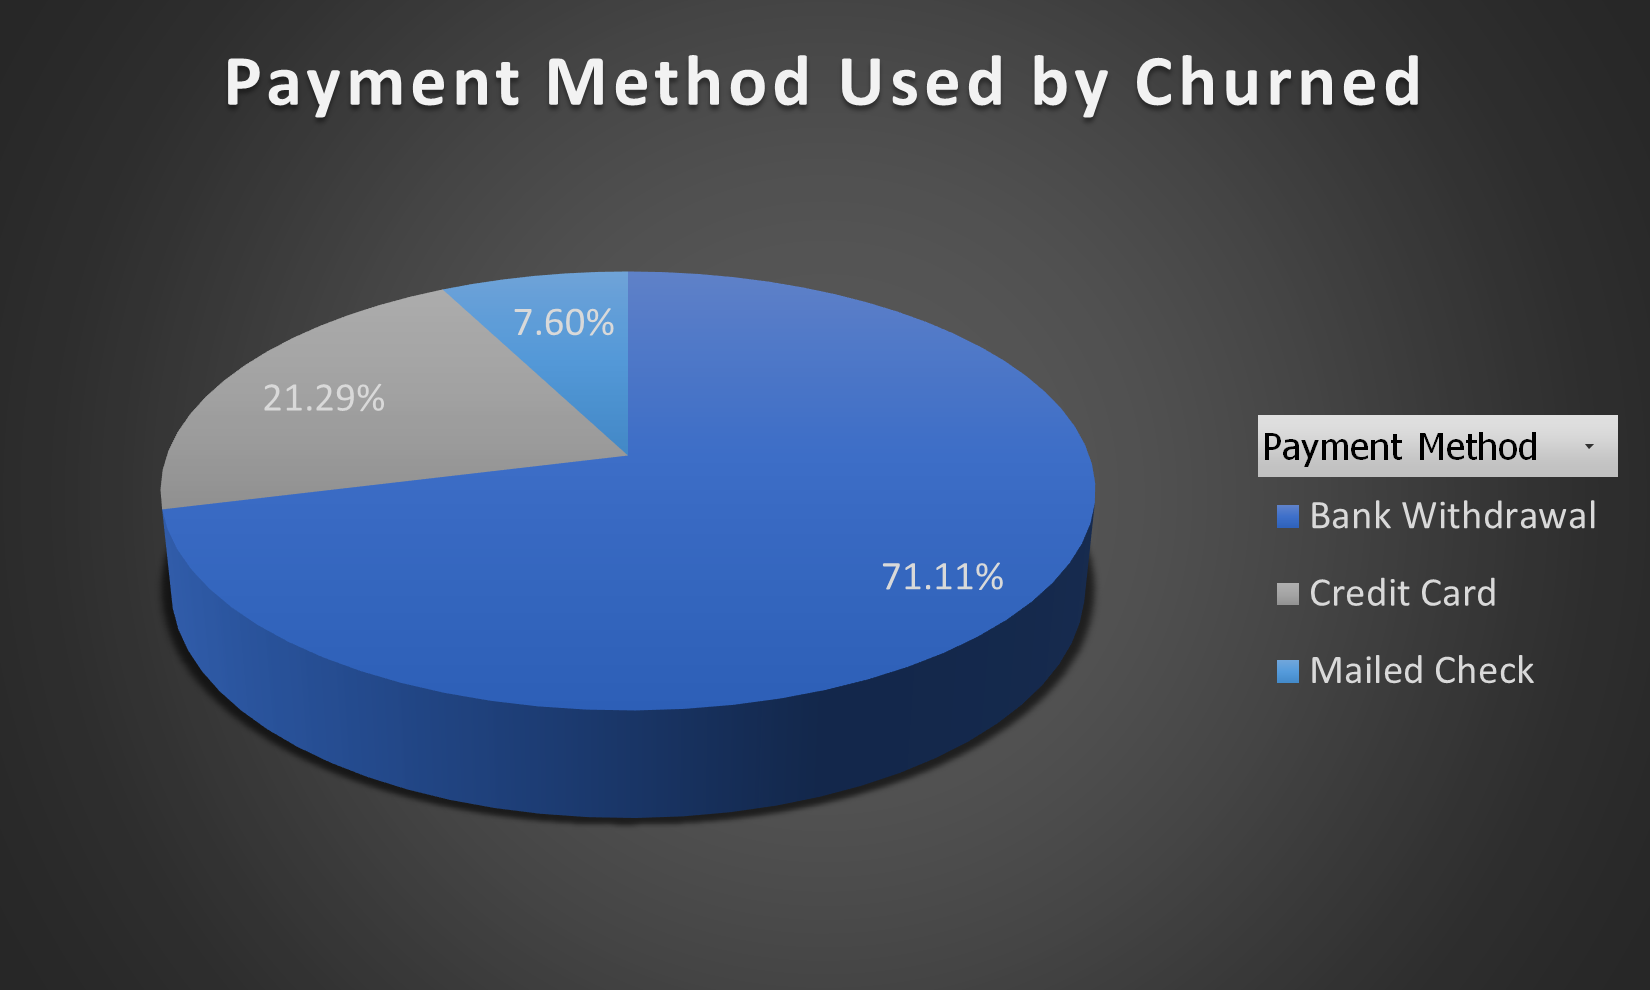 Payment Method Used by Churned
7.60%
21.29%
71.11%
Payment Method
Bank Withdrawal
Credit Card
Mailed Check